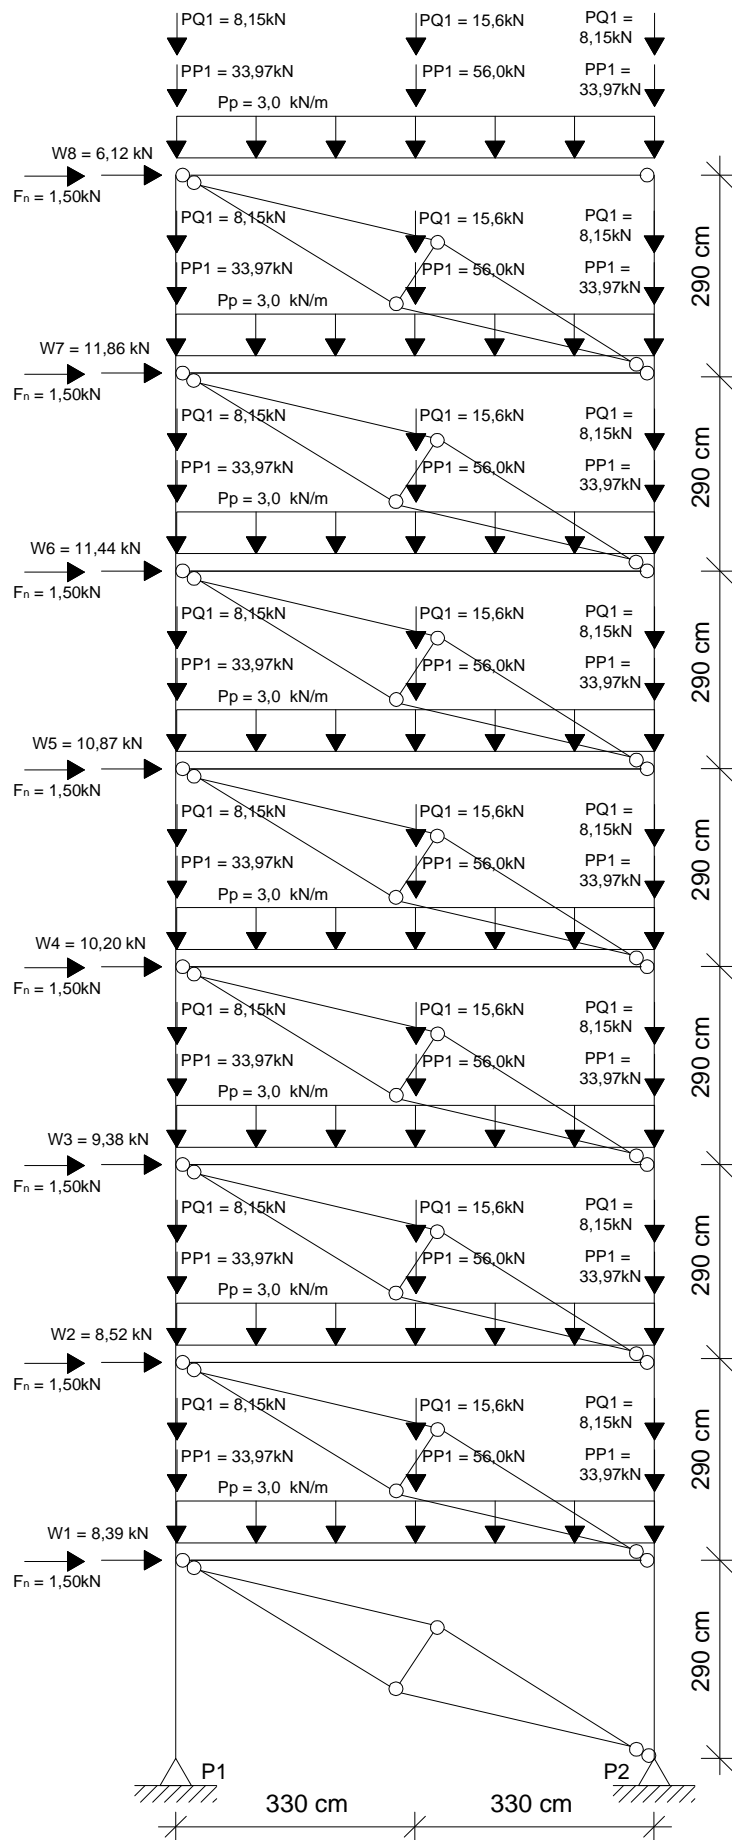 PQ1 = 8,15kN PQ1 = 15,6kN PQ1 =
8,15kN
PP1 = 33,97kN PP1 = 56,0kN PP1 =
33,97kN
Pp = 3,0 kN/m
W8 = 6,12 kN
Fn = 1,50kN
PQ1 = 8,15kN PQ1 = 15,6kN PQ1 =
8,15kN
PP1 = 33,97kN PP1 = 56,0kN PP1 =
33,97kN
Pp = 3,0 kN/m
290 cm
W7 = 11,86 kN
Fn = 1,50kN
PQ1 = 8,15kN PQ1 = 15,6kN PQ1 =
8,15kN
PP1 = 33,97kN PP1 = 56,0kN PP1 =
33,97kN
Pp = 3,0 kN/m
290 cm
W6 = 11,44 kN
Fn = 1,50kN
PQ1 = 8,15kN PQ1 = 15,6kN PQ1 =
8,15kN
PP1 = 33,97kN PP1 = 56,0kN PP1 =
33,97kN
Pp = 3,0 kN/m
290 cm
W5 = 10,87 kN
Fn = 1,50kN
PQ1 = 8,15kN PQ1 = 15,6kN PQ1 =
8,15kN
PP1 = 33,97kN PP1 = 56,0kN PP1 =
33,97kN
Pp = 3,0 kN/m
290 cm
W4 = 10,20 kN
Fn = 1,50kN
PQ1 = 8,15kN PQ1 = 15,6kN PQ1 =
8,15kN
PP1 = 33,97kN PP1 = 56,0kN PP1 =
33,97kN
Pp = 3,0 kN/m
290 cm
W3 = 9,38 kN
Fn = 1,50kN
PQ1 = 8,15kN PQ1 = 15,6kN PQ1 =
8,15kN
PP1 = 33,97kN PP1 = 56,0kN PP1 =
33,97kN
Pp = 3,0 kN/m
290 cm
W2 = 8,52 kN
Fn = 1,50kN
PQ1 = 8,15kN PQ1 = 15,6kN PQ1 =
8,15kN
PP1 = 33,97kN PP1 = 56,0kN PP1 =
33,97kN
Pp = 3,0 kN/m
290 cm
W1 = 8,39 kN
Fn = 1,50kN
290 cm
P1 P2
330 cm 330 cm